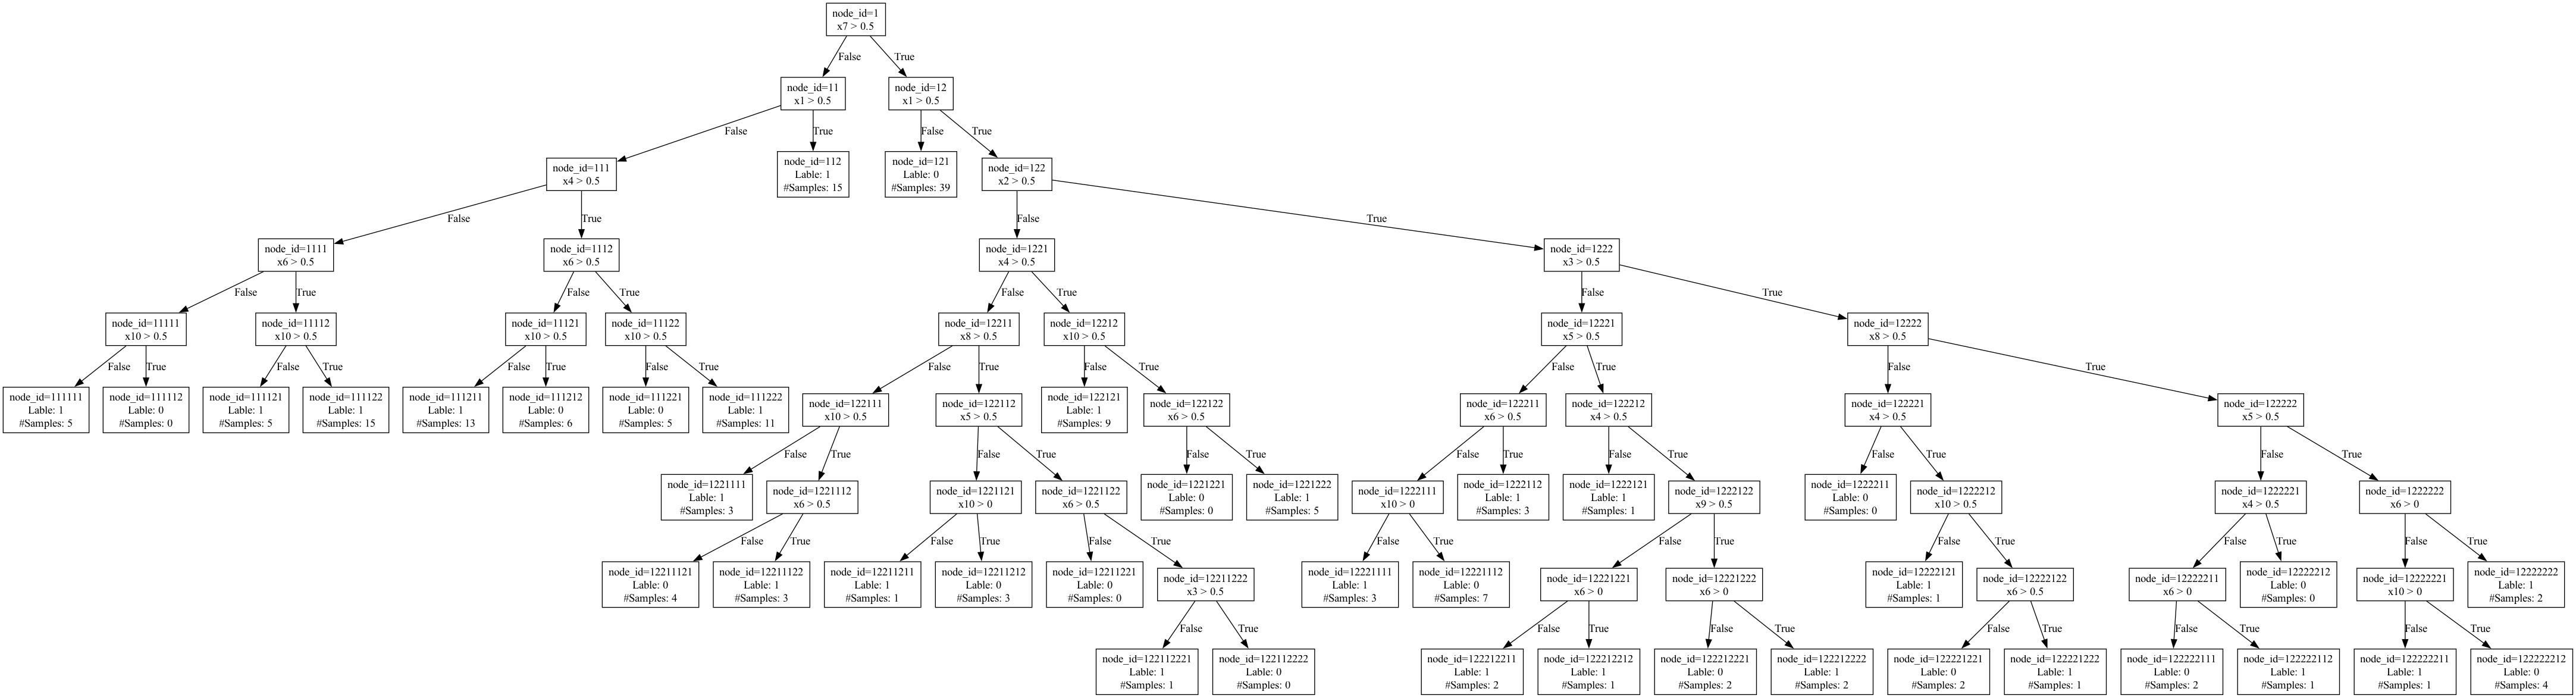 node_id=1
x7 > 0.5
False
True
node_id=11
x1 > 0.5
node_id=12
x1 > 0.5
False
True
False
True
node_id=111
x4 > 0.5
node_id=112
Lable: 1
#Samples: 15
node_id=121
Lable: 0
#Samples: 39
node_id=122
x2 > 0.5
False
True
False
True
node_id=1111
x6 > 0.5
node_id=1112
x6 > 0.5
node_id=1221
x4 > 0.5
node_id=1222
x3 > 0.5
False
True
False
True
False
True
False
True
node_id=11111
x10 > 0.5
node_id=11112
x10 > 0.5
node_id=11121
x10 > 0.5
node_id=11122
x10 > 0.5
node_id=12211
x8 > 0.5
node_id=12212
x10 > 0.5
node_id=12221
x5 > 0.5
node_id=12222
x8 > 0.5
False
True
False
True
False
True
False
True
False
True
False
True
False
True
False
True
node_id=111111
Lable: 1
#Samples: 5
node_id=111112
Lable: 0
#Samples: 0
node_id=111121
Lable: 1
#Samples: 5
node_id=111122
Lable: 1
#Samples: 15
node_id=111211
Lable: 1
#Samples: 13
node_id=111212
Lable: 0
#Samples: 6
node_id=111221
Lable: 0
#Samples: 5
node_id=111222
Lable: 1
#Samples: 11
node_id=122111
x10 > 0.5
node_id=122112
x5 > 0.5
node_id=122121
Lable: 1
#Samples: 9
node_id=122122
x6 > 0.5
node_id=122211
x6 > 0.5
node_id=122212
x4 > 0.5
node_id=122221
x4 > 0.5
node_id=122222
x5 > 0.5
False
True
False
True
False
True
False
True
False
True
False
True
False
True
node_id=1221111
Lable: 1
#Samples: 3
node_id=1221112
x6 > 0.5
node_id=1221121
x10 > 0
node_id=1221122
x6 > 0.5
node_id=1221221
Lable: 0
#Samples: 0
node_id=1221222
Lable: 1
#Samples: 5
node_id=1222111
x10 > 0
node_id=1222112
Lable: 1
#Samples: 3
node_id=1222121
Lable: 1
#Samples: 1
node_id=1222122
x9 > 0.5
node_id=1222211
Lable: 0
#Samples: 0
node_id=1222212
x10 > 0.5
node_id=1222221
x4 > 0.5
node_id=1222222
x6 > 0
False
True
False
True
False
True
False
True
False
True
False
True
False
True
False
True
node_id=12211121
Lable: 0
#Samples: 4
node_id=12211122
Lable: 1
#Samples: 3
node_id=12211211
Lable: 1
#Samples: 1
node_id=12211212
Lable: 0
#Samples: 3
node_id=12211221
Lable: 0
#Samples: 0
node_id=12211222
x3 > 0.5
node_id=12221111
Lable: 1
#Samples: 3
node_id=12221112
Lable: 0
#Samples: 7
node_id=12221221
x6 > 0
node_id=12221222
x6 > 0
node_id=12222121
Lable: 1
#Samples: 1
node_id=12222122
x6 > 0.5
node_id=12222211
x6 > 0
node_id=12222212
Lable: 0
#Samples: 0
node_id=12222221
x10 > 0
node_id=12222222
Lable: 1
#Samples: 2
False
True
False
True
False
True
False
True
False
True
False
True
node_id=122112221
Lable: 1
#Samples: 1
node_id=122112222
Lable: 0
#Samples: 0
node_id=122212211
Lable: 1
#Samples: 2
node_id=122212212
Lable: 1
#Samples: 1
node_id=122212221
Lable: 0
#Samples: 2
node_id=122212222
Lable: 1
#Samples: 2
node_id=122221221
Lable: 0
#Samples: 2
node_id=122221222
Lable: 1
#Samples: 1
node_id=122222111
Lable: 0
#Samples: 2
node_id=122222112
Lable: 1
#Samples: 1
node_id=122222211
Lable: 1
#Samples: 1
node_id=122222212
Lable: 0
#Samples: 4